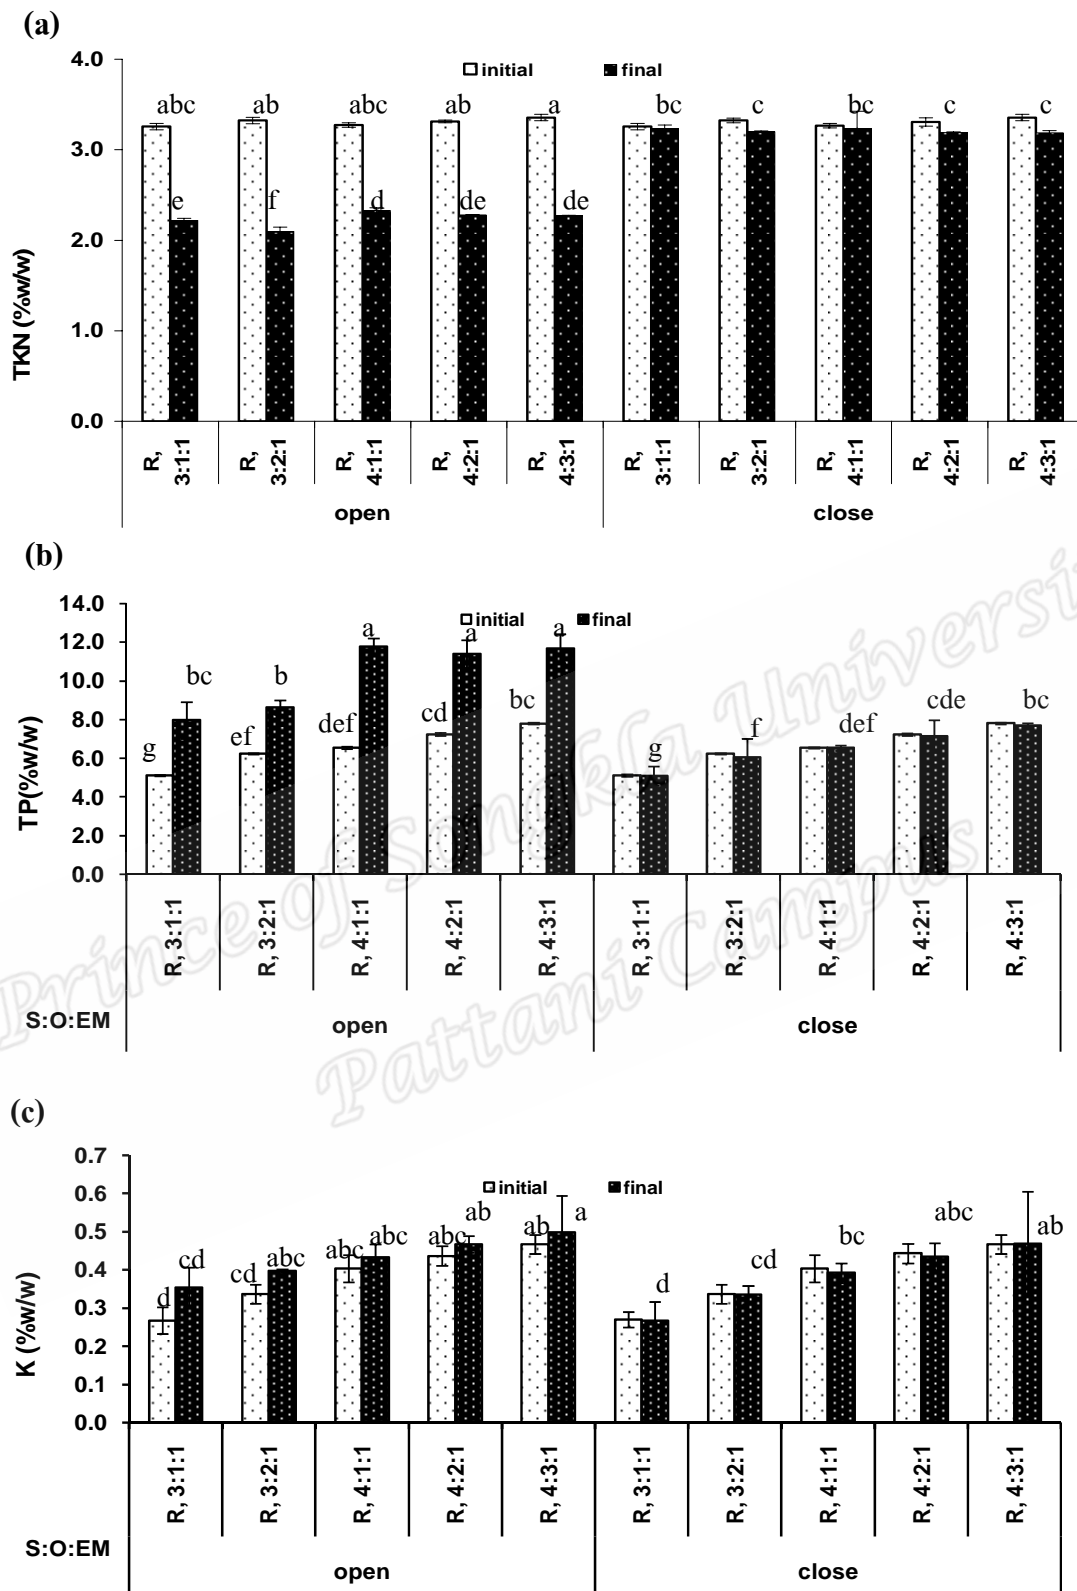 (a)
4.0
initial final
abc ab abc ab a bc c bc c c
3.0
e f d de de
2.0
1.0
0.0
TKN (%w/w)
R, 3:1:1 R, 3:2:1 R, 4:1:1 R, 4:2:1 R, 4:3:1 R, 3:1:1 R, 3:2:1 R, 4:1:1 R, 4:2:1 R, 4:3:1
open close
(b)
14.0
initial final
12.0
a a a
10.0
bc b
8.0
bc cde bc
cd
def def
ef f
g g
6.0
4.0
2.0
0.0
TP(%w/w)
R, 3:1:1 R, 3:2:1 R, 4:1:1 R, 4:2:1 R, 4:3:1 R, 3:1:1 R, 3:2:1 R, 4:1:1 R, 4:2:1 R, 4:3:1
S:O:EM open close
(c)
0.7
initial final
0.6
ab a abc ab
0.5
abc abc abc ab bc
0.4
cd cd abc cd
d d
0.3
0.2
0.1
0.0
K (%w/w)
R, 3:1:1 R, 3:2:1 R, 4:1:1 R, 4:2:1 R, 4:3:1 R, 3:1:1 R, 3:2:1 R, 4:1:1 R, 4:2:1 R, 4:3:1
S:O:EM open close
Prince of Songkla Universi
Pattani Campus